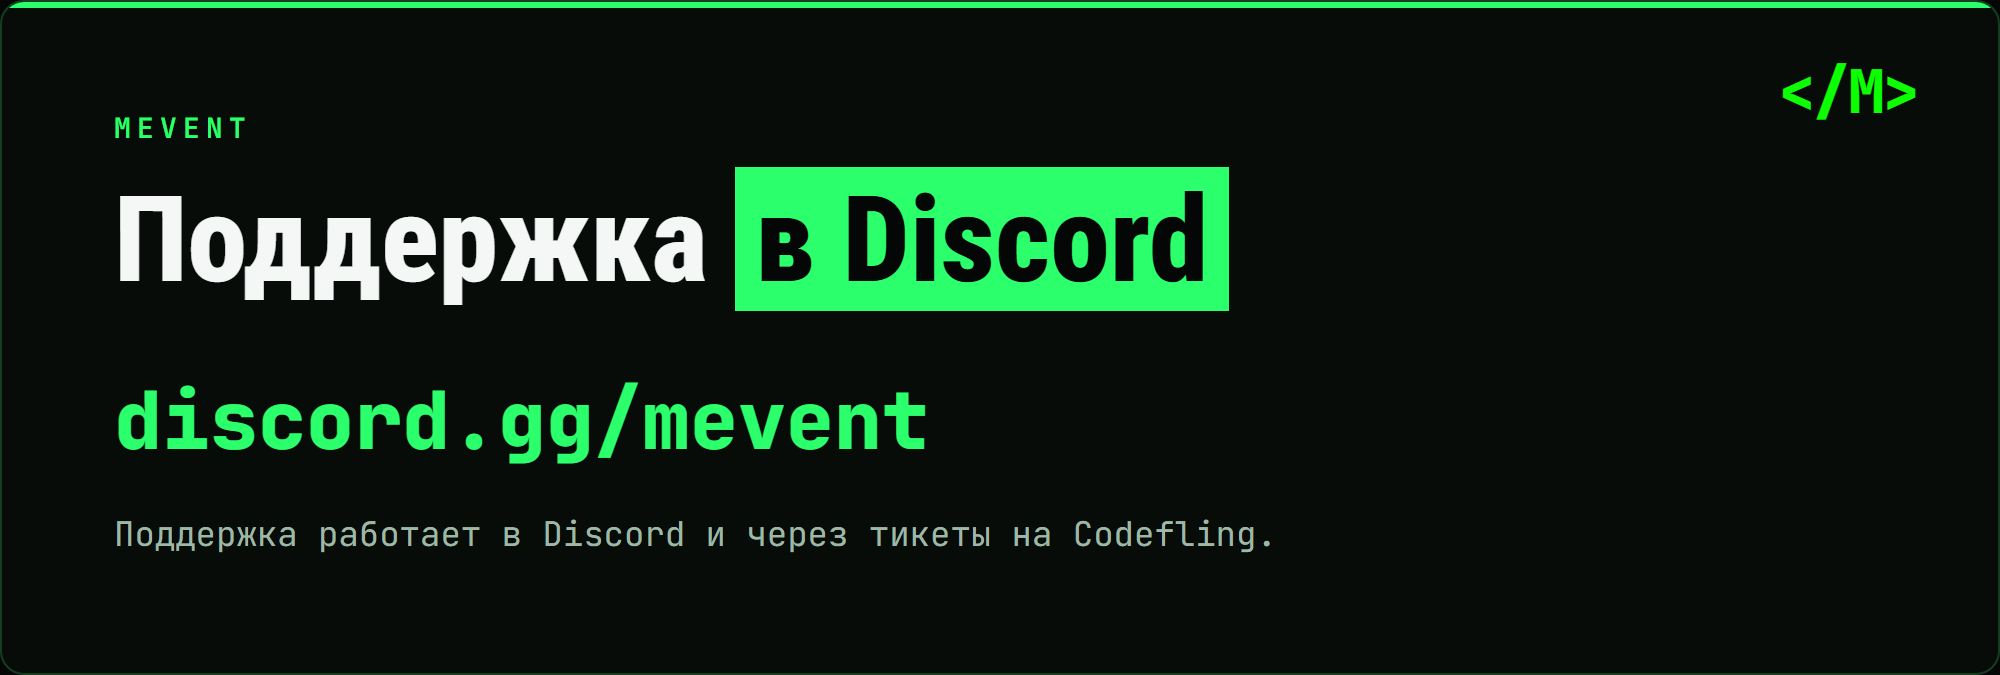 </M>
MEVENT
Поддержка в Discord
discord.gg/mevent
Поддержка работает в Discord и через тикеты на Codefling.